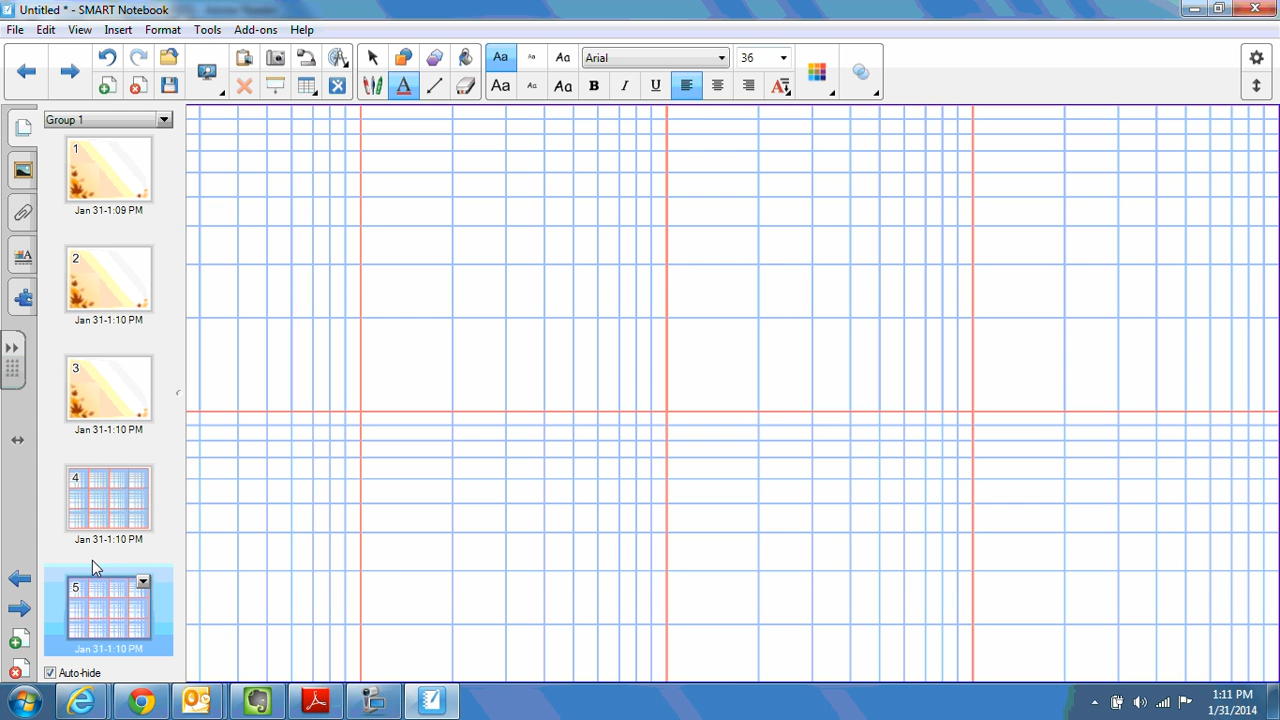 Untitled * - SMART Notebook
File Edit View Insert Format Tools Add-ons Help
Aa Aa Aa Arial 36
Aa Aa Aa B I U A
Group 1
1
Jan 31-1:09 PM
2
Jan 31-1:10 PM
3
Jan 31-1:10 PM
4
Jan 31-1:10 PM
5
Jan 31-1:10 PM
Auto-hide
1:11 PM
1/31/2014